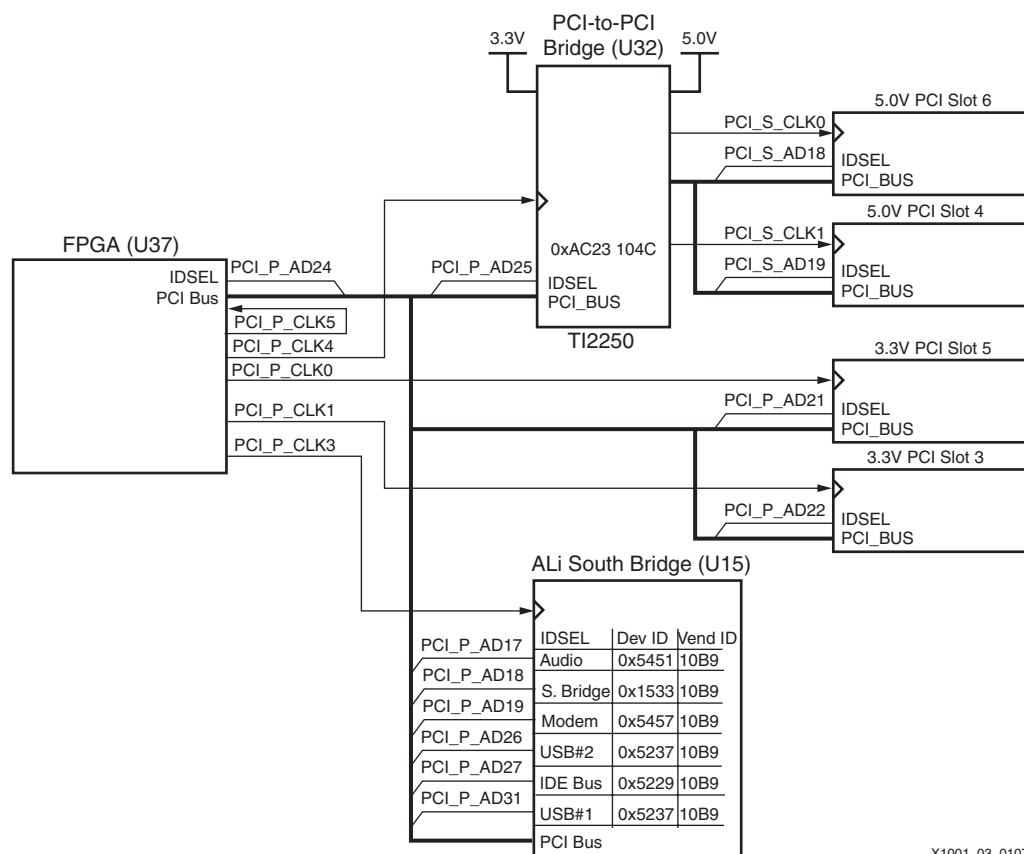 PCI-to-PCI
Bridge (U32)
3.3V
5.0V
5.0V PCI Slot 6
PCI_S_CLK0
PCI_S_AD18
IDSEL
PCI_BUS
5.0V PCI Slot 4
PCI_S_CLK1
PCI_S_AD19
IDSEL
PCI_BUS
0xAC23 104C
IDSEL
PCI_BUS
TI2250
FPGA (U37)
IDSEL
PCI Bus
PCI_P_AD24
PCI_P_AD25
PCI_P_CLK5
PCI_P_CLK4
PCI_P_CLK0
PCI_P_CLK1
PCI_P_CLK3
3.3V PCI Slot 5
PCI_P_AD21
IDSEL
PCI_BUS
3.3V PCI Slot 3
PCI_P_AD22
IDSEL
PCI_BUS
ALi South Bridge (U15)
IDSEL Dev ID Vend ID
PCI_P_AD17 Audio 0x5451 10B9
PCI_P_AD18 S. Bridge 0x1533 10B9
PCI_P_AD19 Modem 0x5457 10B9
PCI_P_AD26 USB#2 0x5237 10B9
PCI_P_AD27 IDE Bus 0x5229 10B9
PCI_P_AD31 USB#1 0x5237 10B9
PCI Bus